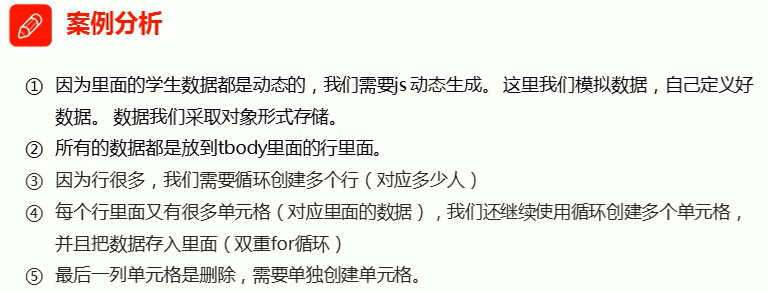 案例分析
① 因为里面的学生数据都是动态的，我们需要js动态生成。 这里我们模拟数据，自己定义好
数据。 数据我们采取对象形式存储。
② 所有的数据都是放到tbody里面的行里面。
③ 因为行很多，我们需要循环创建多个行（对应多少人）
④ 每个行里面又有很多单元格（对应里面的数据），我们还继续使用循环创建多个单元格，
并且把数据存入里面（双重for循环）
⑤ 最后一列单元格是删除，需要单独创建单元格。